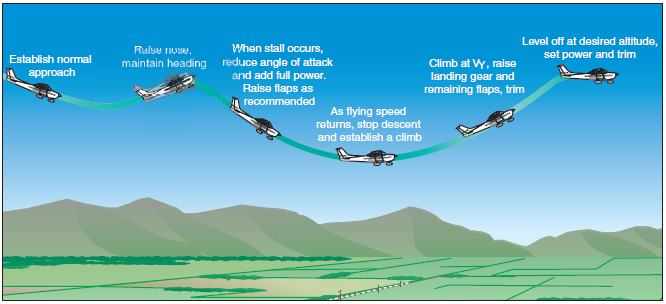 Establish normal
approach
Raise nose,
maintain heading
When stall occurs,
reduce angle of attack
and add full power.
Raise flaps as
recommended
As flying speed
returns, stop descent
and establish a climb
Climb at VY, raise
landing gear and
remaining flaps, trim
Level off at desired altitude,
set power and trim